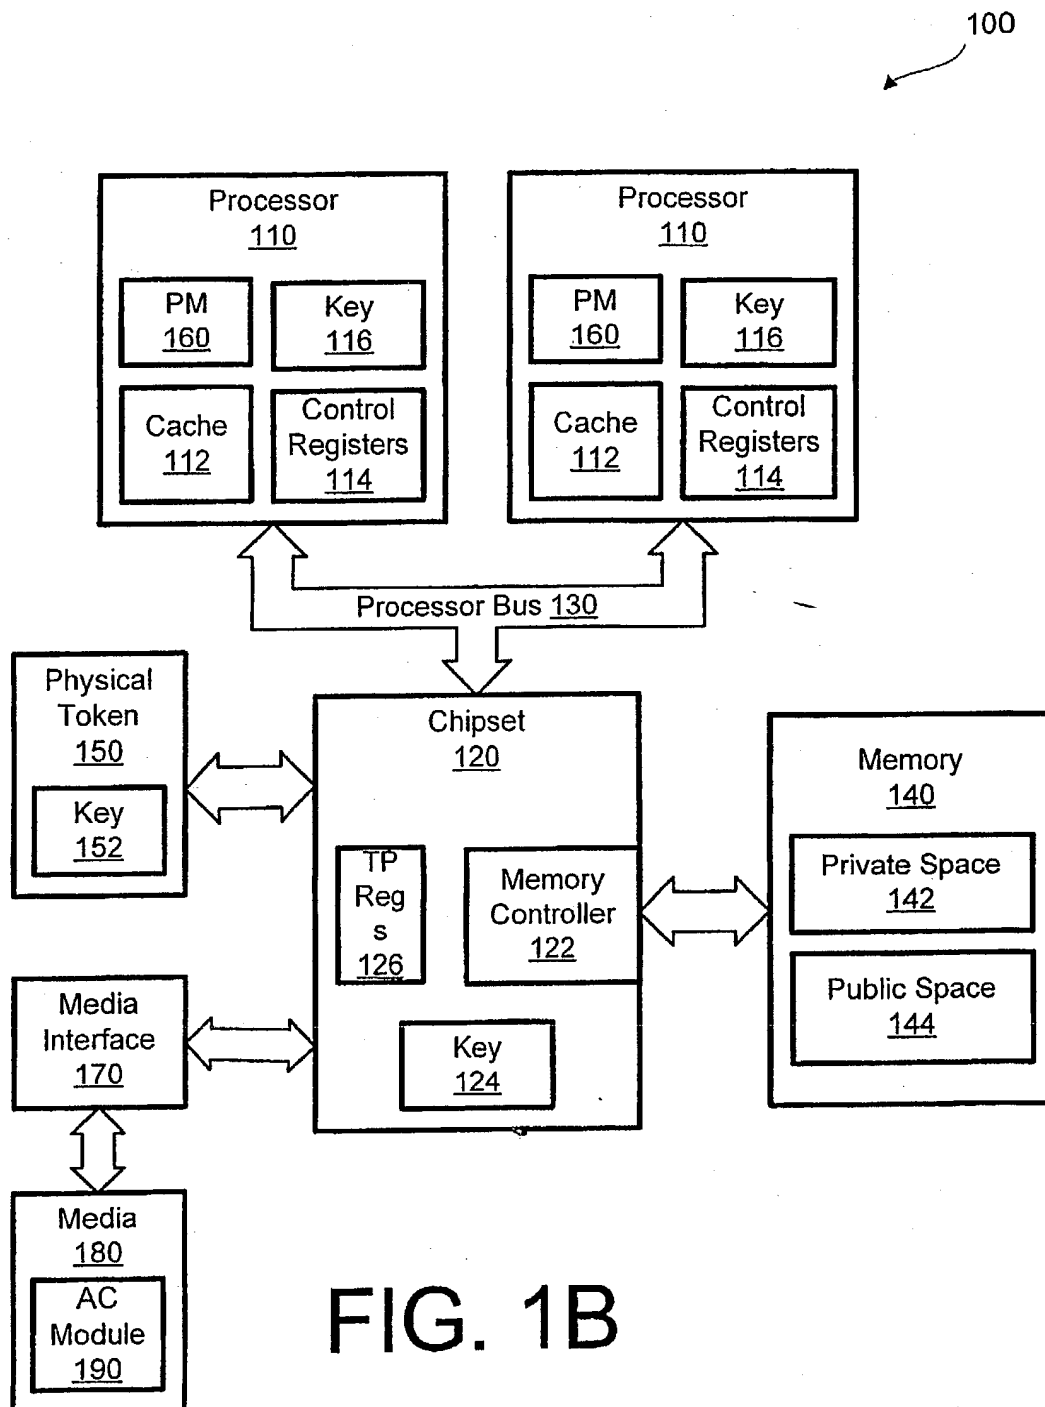 100
Processor
110
PM
160
Key
116
Cache
112
Control
Registers
114
Processor
110
PM
160
Key
116
Cache
112
Control
Registers
114
Processor Bus 130
Physical
Token
150
Key
152
Chipset
120
TP
Reg
s
126
Memory
Controller
122
Key
124
Memory
140
Private Space
142
Public Space
144
Media
Interface
170
Media
180
AC
Module
190
FIG. 1B